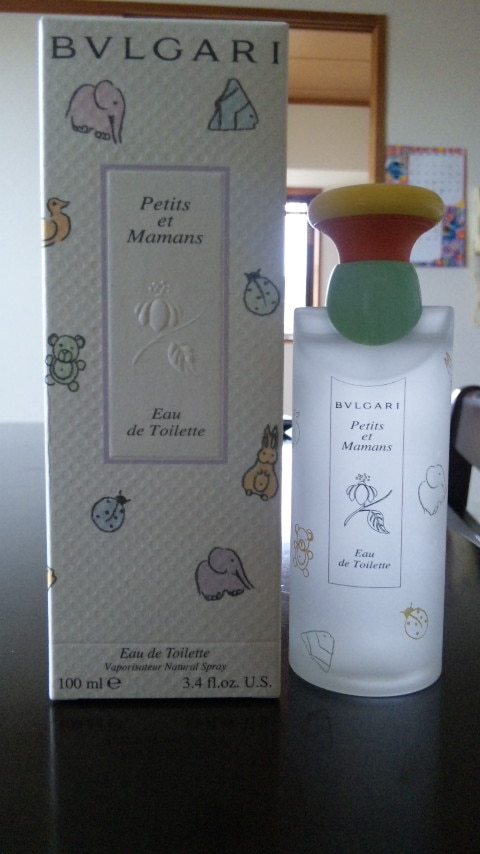 BVLGARI
Petits
et
Mamans
Eau
de Toilette
Eau de Toilette
Vaporisateur Natural Spray
100 ml ℮ 3.4 fl.oz. U.S.
BVLGARI
Petits
et
Mamans
Eau
de Toilette